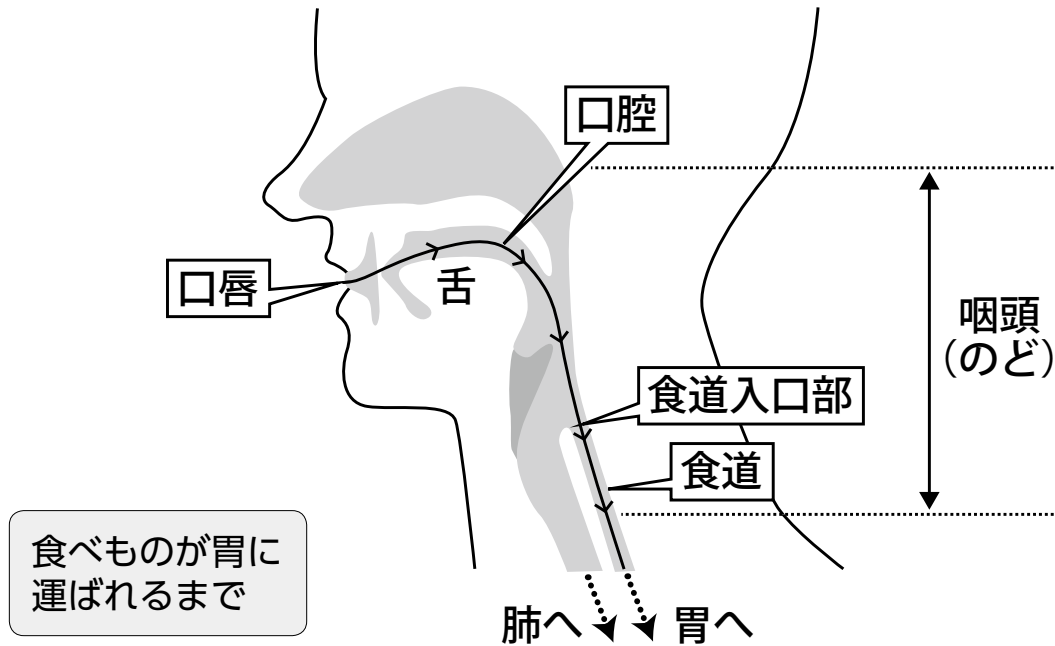 口腔
口唇
舌
咽頭
（のど）
食道入口部
食道
食べものが胃に
運ばれるまで
肺へ
胃へ